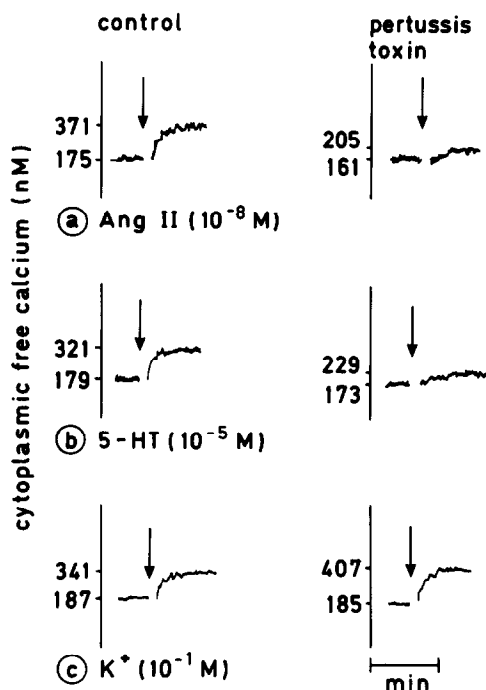 control
pertussis
toxin
cytoplasmic free calcium (nM)
371
175
205
161
ⓐ Ang II (10⁻⁸ M)
321
179
229
173
ⓑ 5-HT (10⁻⁵ M)
341
187
407
185
ⓒ K⁺ (10⁻¹ M)
min